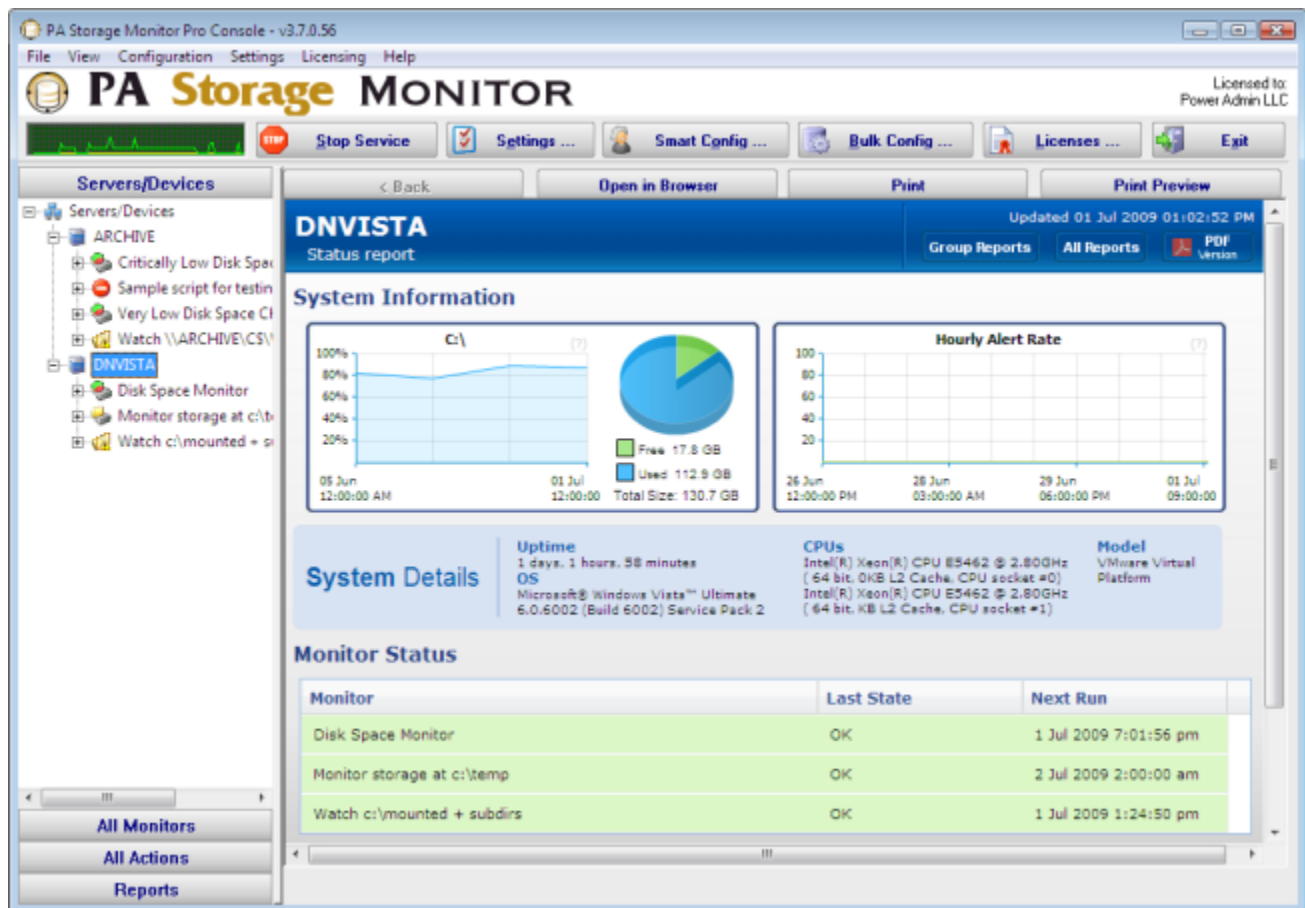 PA Storage Monitor Pro Console - v3.7.0.56
File View Configuration Settings Licensing Help
PA Storage MONITOR
Licensed to:
Power Admin LLC
STOP Stop Service Settings ... Smart Config ... Bulk Config ... Licenses ... Exit
Servers/Devices
< Back Open in Browser Print Print Preview
Servers/Devices
ARCHIVE
Critically Low Disk Spac
Sample script for testin
Very Low Disk Space Cl
Watch \\ARCHIVE\C$\
DNVISTA
Disk Space Monitor
Monitor storage at c:\t
Watch c:\mounted + s
DNVISTA
Status report
Updated 01 Jul 2009 01:02:52 PM
Group Reports All Reports PDF Version
System Information
C:\ (?)
100%
80%
60%
40%
20%
05 Jun 12:00:00 AM
01 Jul 12:00:00
Free 17.8 GB
Used 112.9 GB
Total Size: 130.7 GB
Hourly Alert Rate (?)
100
80
60
40
20
26 Jun 12:00:00 PM
28 Jun 03:00:00 AM
29 Jun 06:00:00 PM
01 Jul 09:00:00
System Details
Uptime
1 days, 1 hours, 58 minutes
OS
Microsoft® Windows Vista™ Ultimate
6.0.6002 (Build 6002) Service Pack 2
CPUs
Intel(R) Xeon(R) CPU E5462 @ 2.80GHz
( 64 bit, 0KB L2 Cache, CPU socket #0)
Intel(R) Xeon(R) CPU E5462 @ 2.80GHz
( 64 bit, KB L2 Cache, CPU socket #1)
Model
VMware Virtual
Platform
Monitor Status
Monitor Last State Next Run
Disk Space Monitor OK 1 Jul 2009 7:01:56 pm
Monitor storage at c:\temp OK 2 Jul 2009 2:00:00 am
Watch c:\mounted + subdirs OK 1 Jul 2009 1:24:50 pm
All Monitors
All Actions
Reports